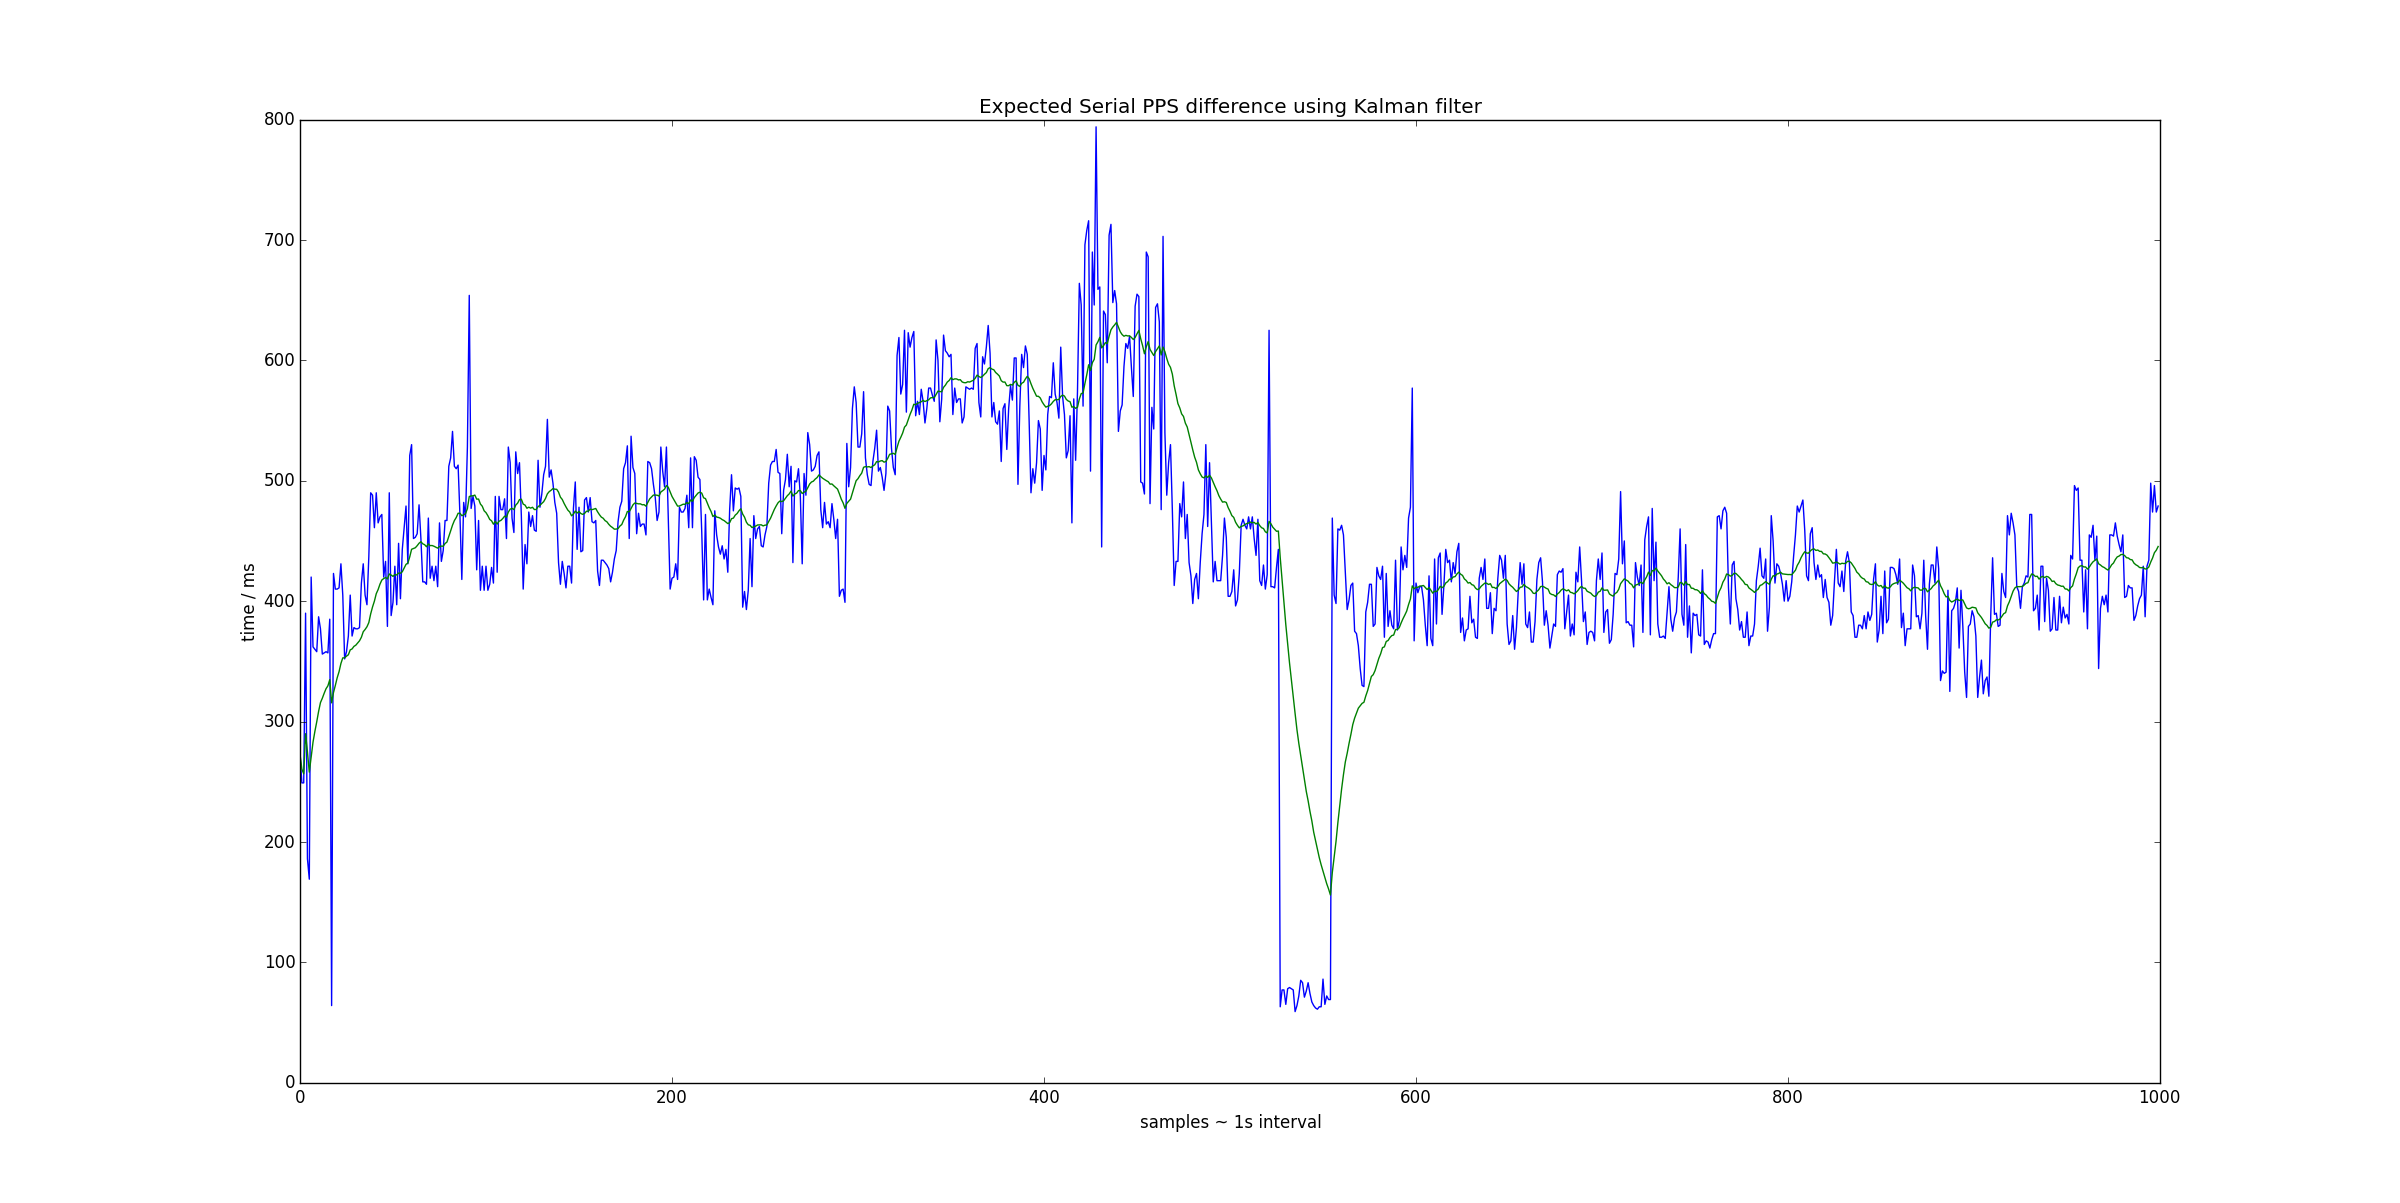 Expected Serial PPS difference using Kalman filter
800
700
600
500
400
300
200
100
0
time / ms
0 200 400 600 800 1000
samples ~ 1s interval